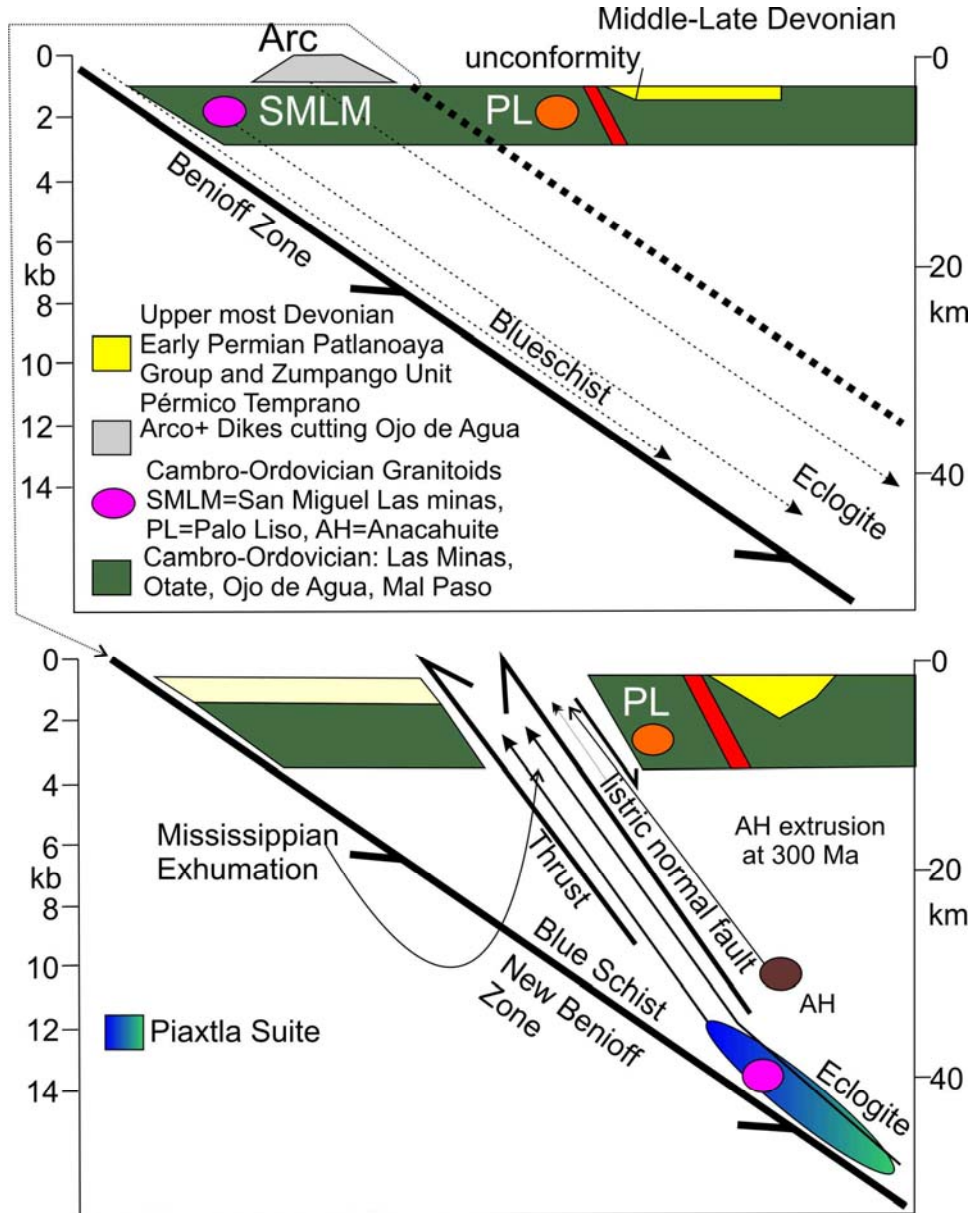 Middle-Late Devonian
Arc
unconformity
0
2
4
6
kb
8
10
12
14
0
20
km
40
SMLM
PL
Benioff Zone
Blueschist
Eclogite
Upper most Devonian
Early Permian Patlanoaya
Group and Zumpango Unit
Pérmico Temprano
Arco+ Dikes cutting Ojo de Agua
Cambro-Ordovician Granitoids
SMLM=San Miguel Las minas,
PL=Palo Liso, AH=Anacahuite
Cambro-Ordovician: Las Minas,
Otate, Ojo de Agua, Mal Paso
0
2
4
6
kb
8
10
12
14
0
20
km
40
PL
Mississippian
Exhumation
Thrust
listric normal fault
AH extrusion
at 300 Ma
AH
Blue Schist
New Benioff
Zone
Eclogite
Piaxtla Suite